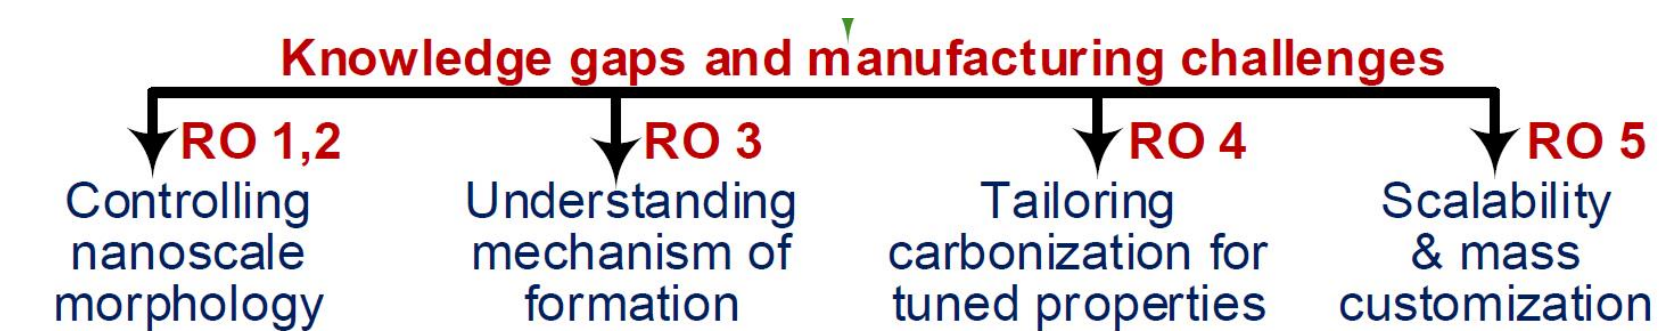 Knowledge gaps and manufacturing challenges
RO 1,2
Controlling
nanoscale
morphology
RO 3
Understanding
mechanism of
formation
RO 4
Tailoring
carbonization for
tuned properties
RO 5
Scalability
& mass
customization